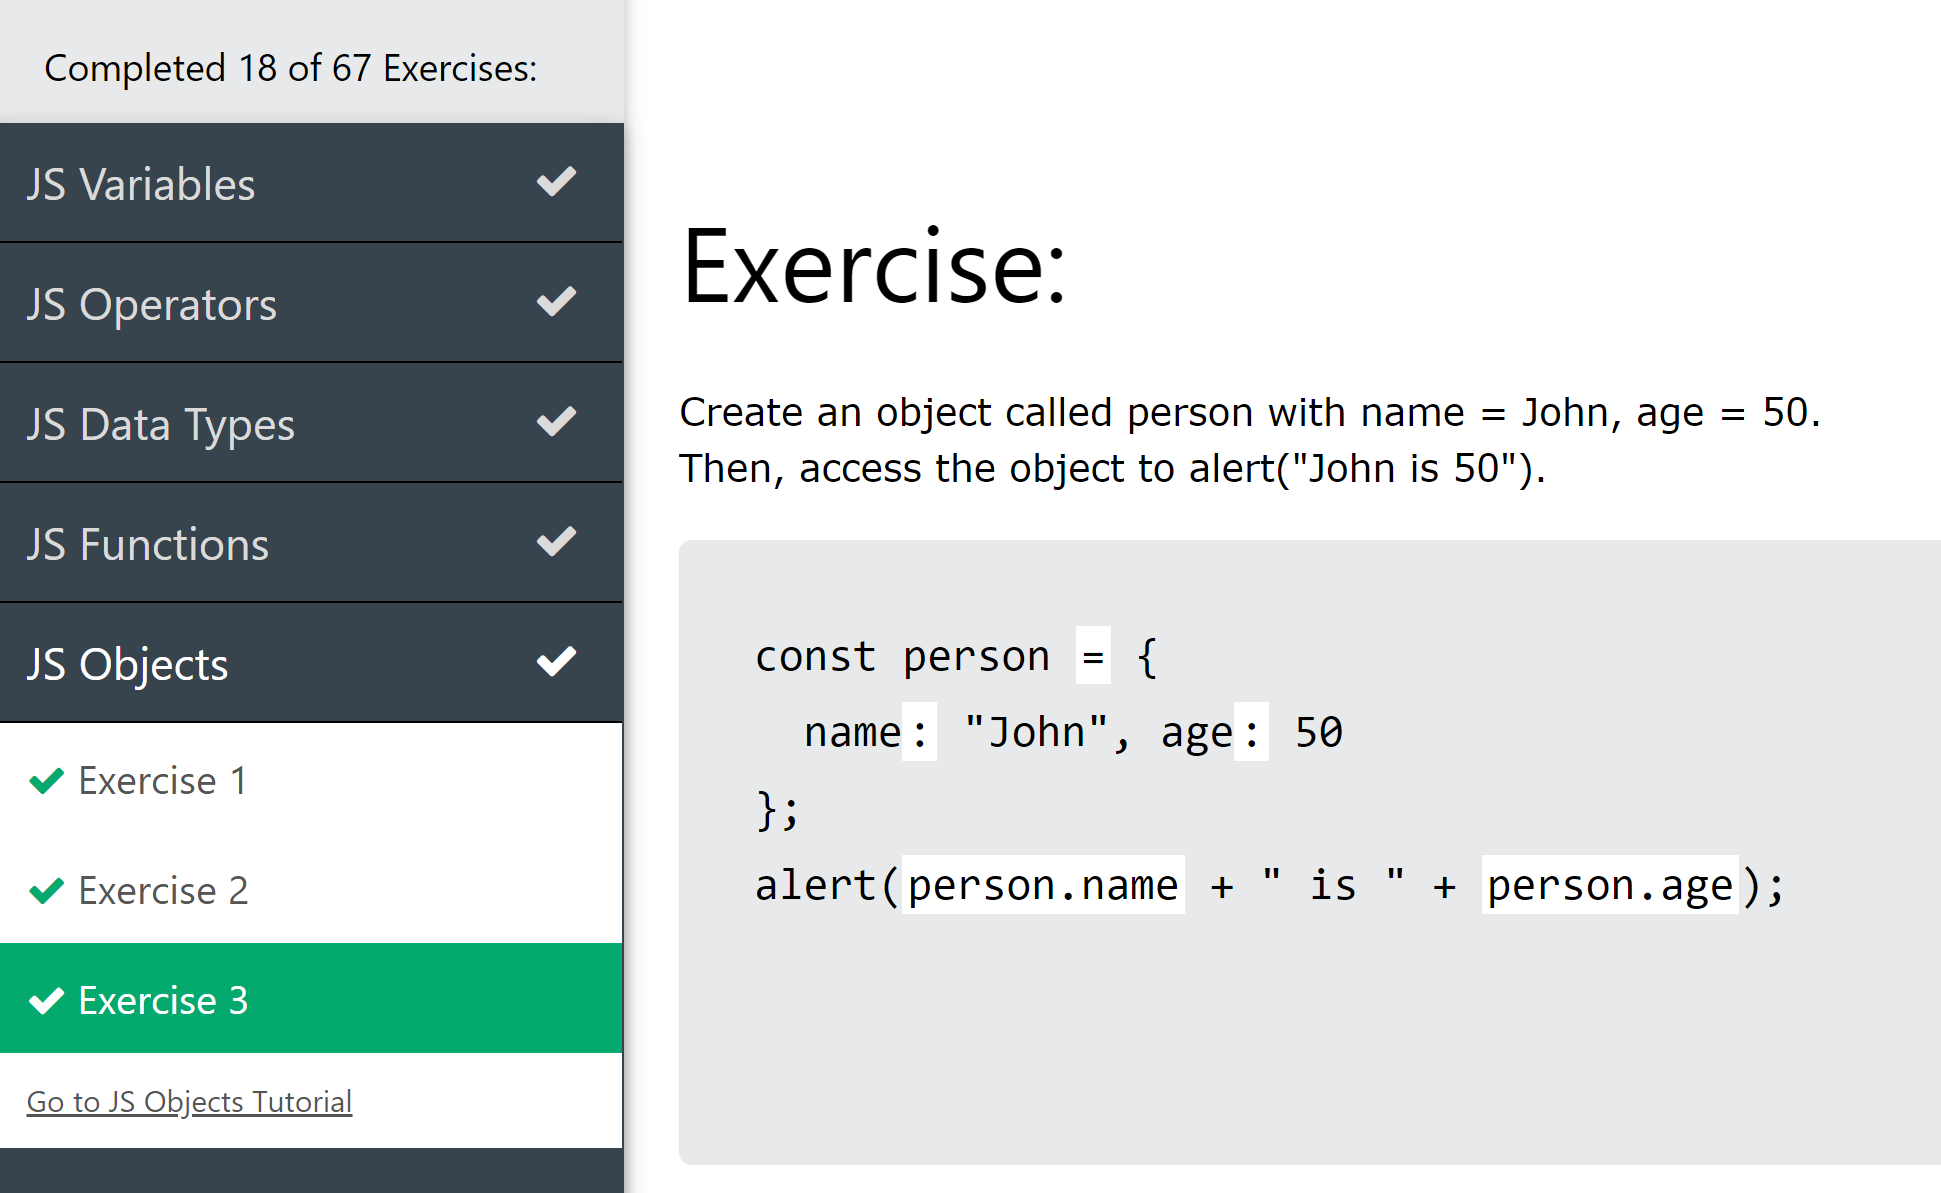 Completed 18 of 67 Exercises:
JS Variables
JS Operators
JS Data Types
JS Functions
JS Objects
Exercise 1
Exercise 2
Exercise 3
Go to JS Objects Tutorial
Exercise:
Create an object called person with name = John, age = 50.
Then, access the object to alert("John is 50").
const person = {
  name: "John", age: 50
};
alert(person.name + " is " + person.age);